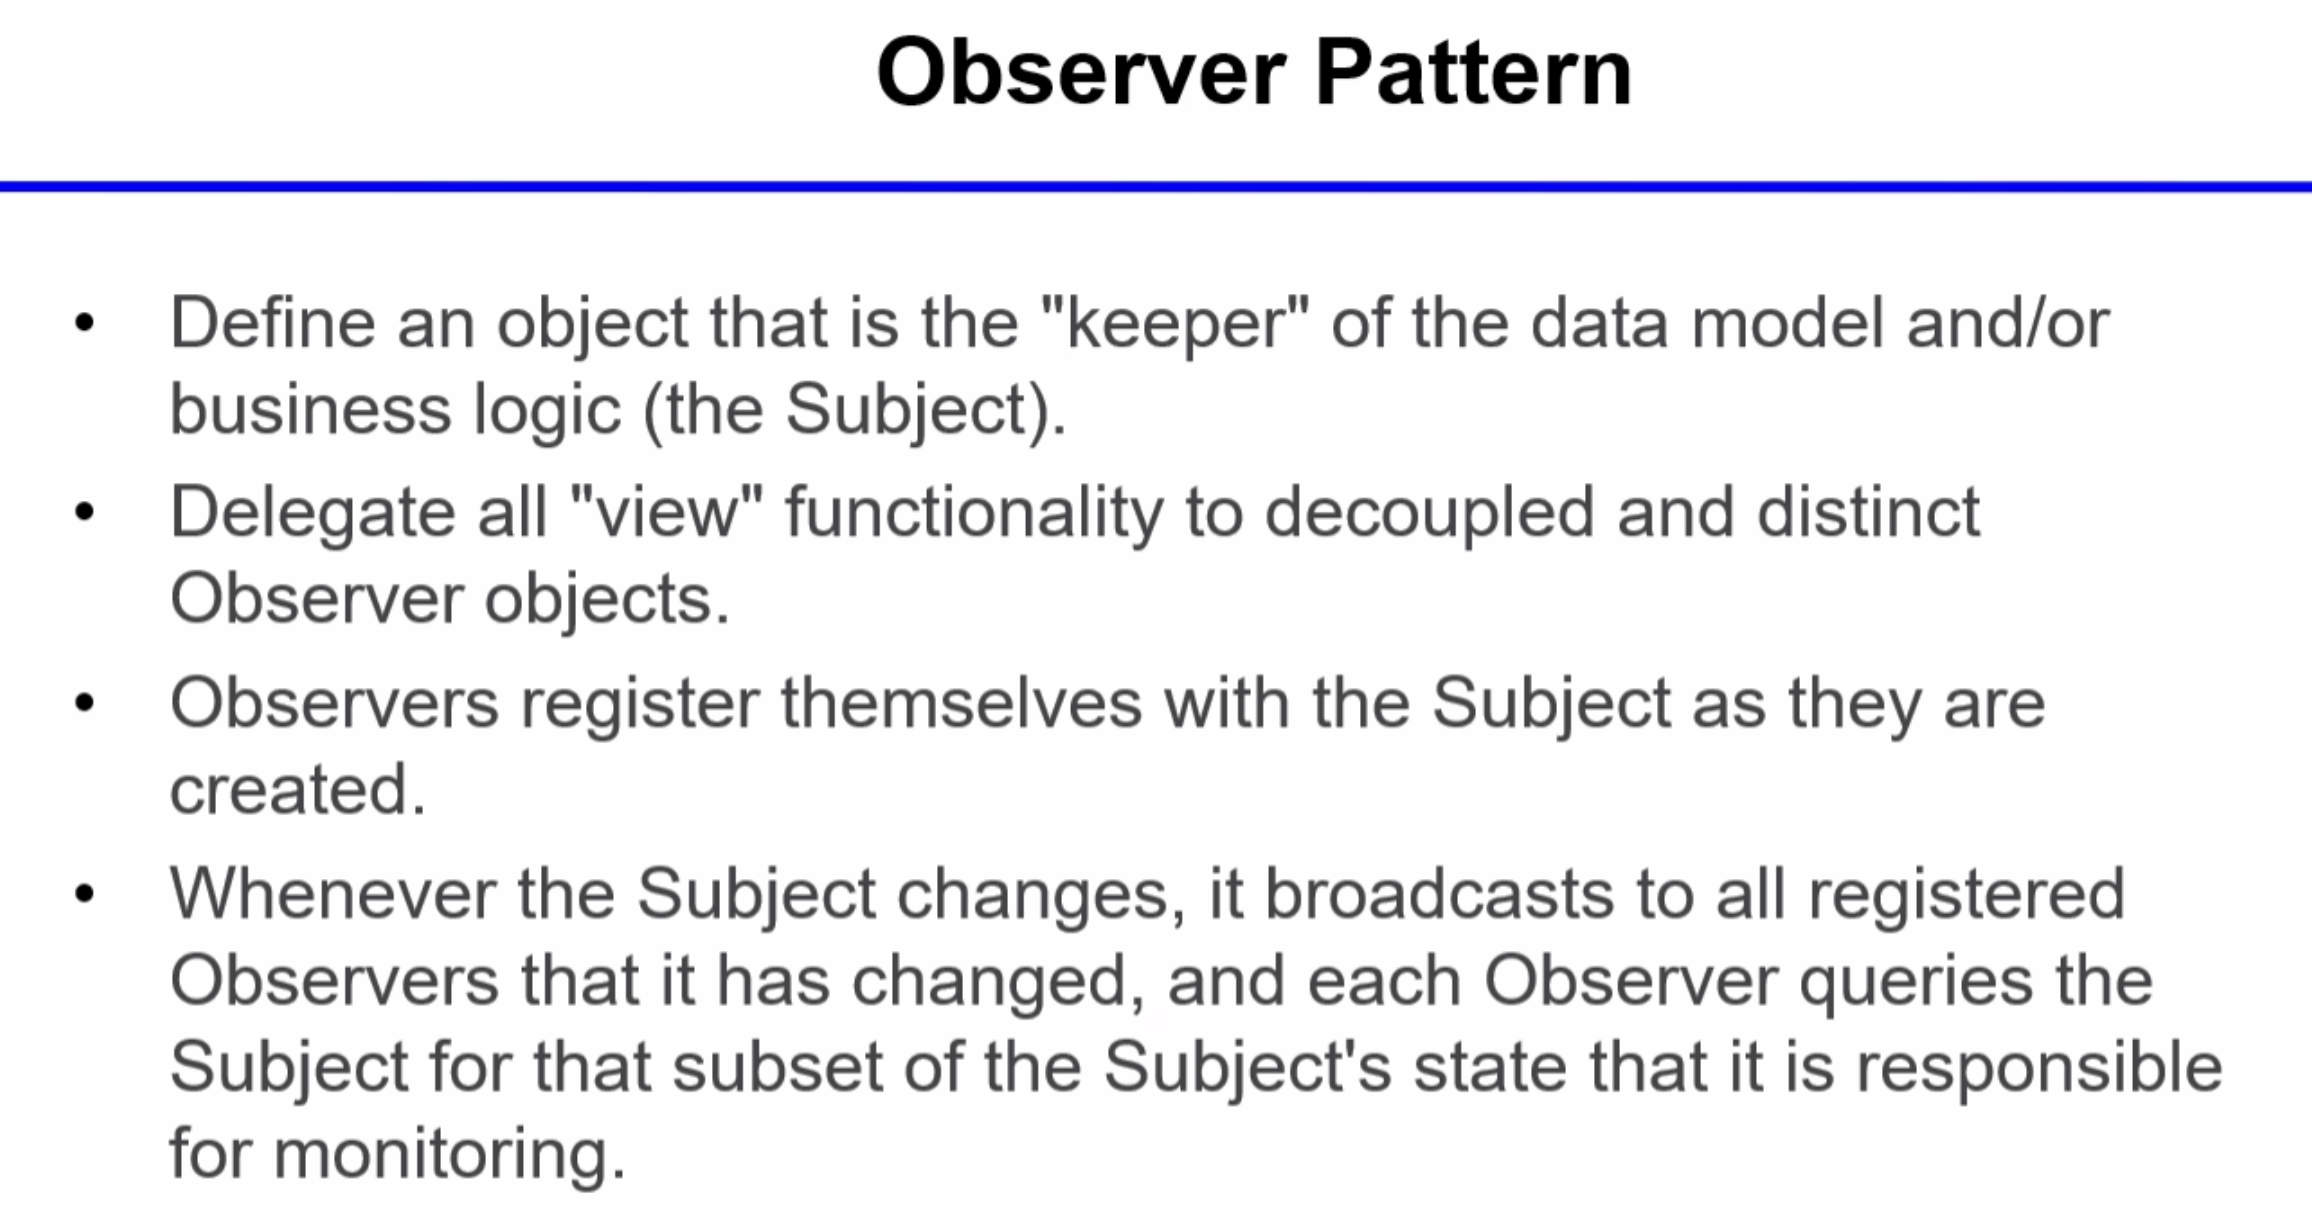 Observer Pattern
• Define an object that is the "keeper" of the data model and/or
business logic (the Subject).
• Delegate all "view" functionality to decoupled and distinct
Observer objects.
• Observers register themselves with the Subject as they are
created.
• Whenever the Subject changes, it broadcasts to all registered
Observers that it has changed, and each Observer queries the
Subject for that subset of the Subject's state that it is responsible
for monitoring.